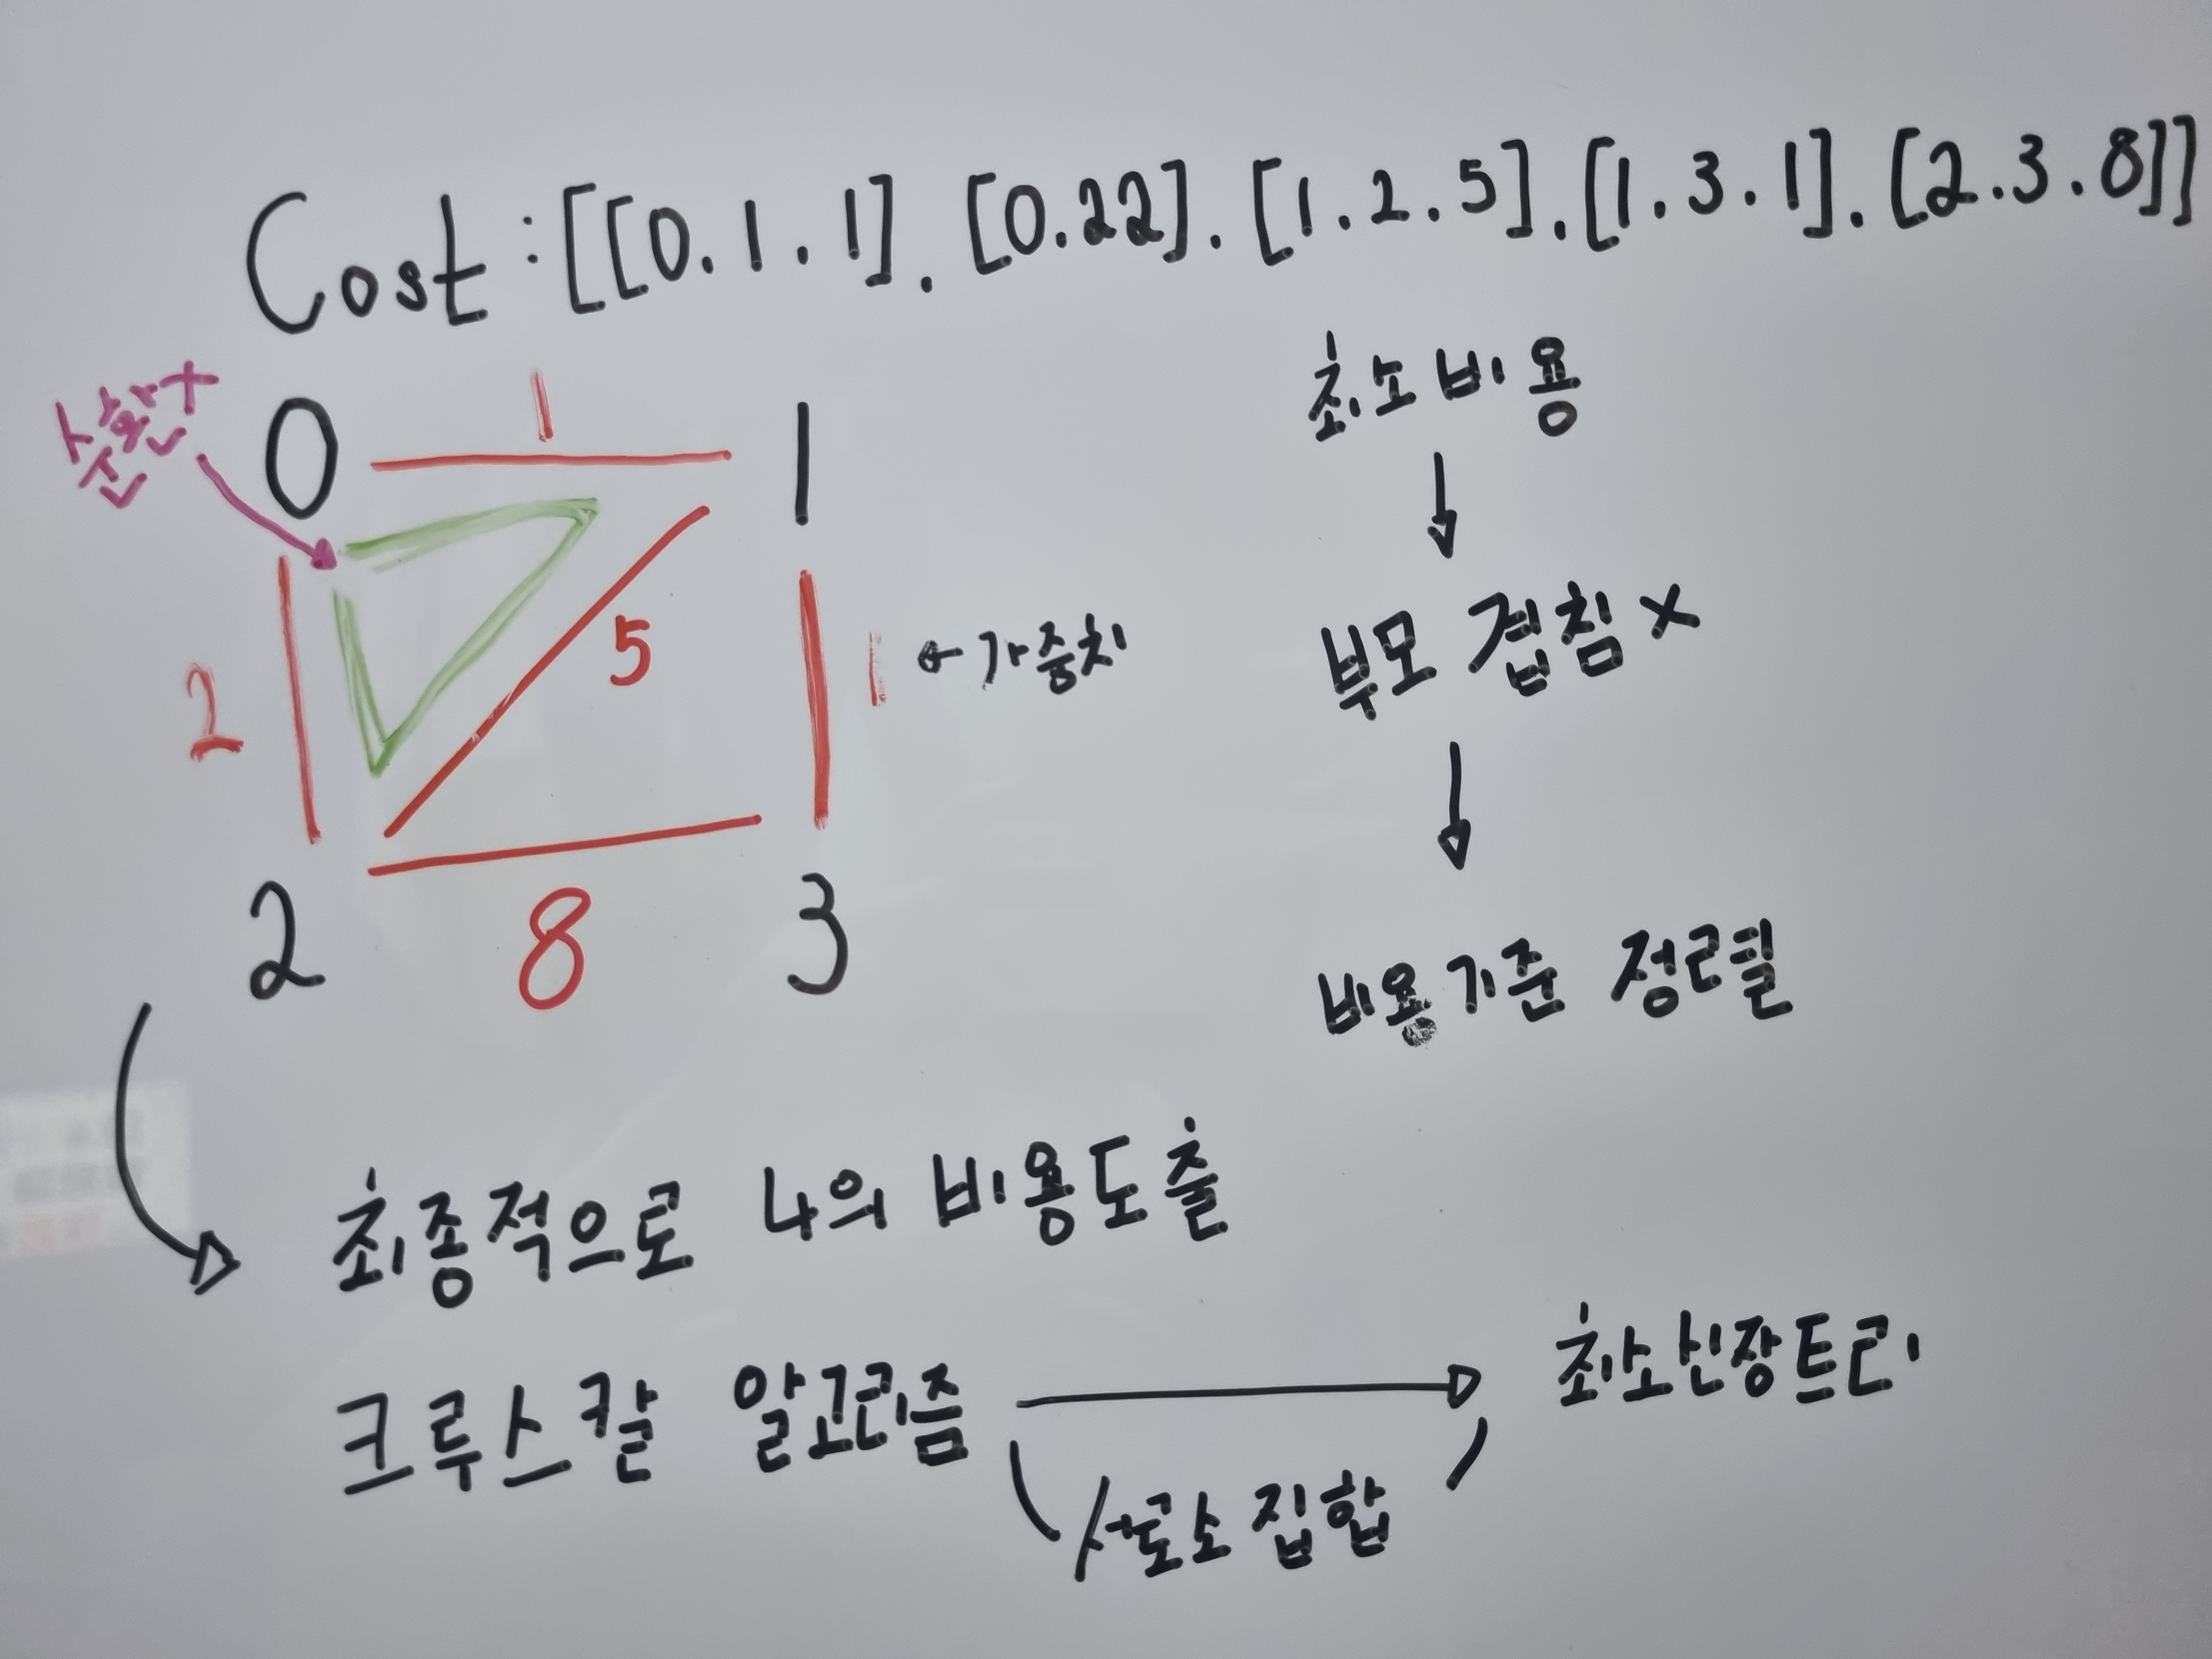 Cost : [[0.1.1]. [0.22]. [1.2.5]. [1.3.1]. [2.3.8]]
최소비용
순환X
0
1
1
부모 겹침 X
5
1
←가중치
2
비용기준 정렬
2
8
3
최종적으로 4의 비용도출
크루스칼 알고리즘
최소신장트리
서로소 집합